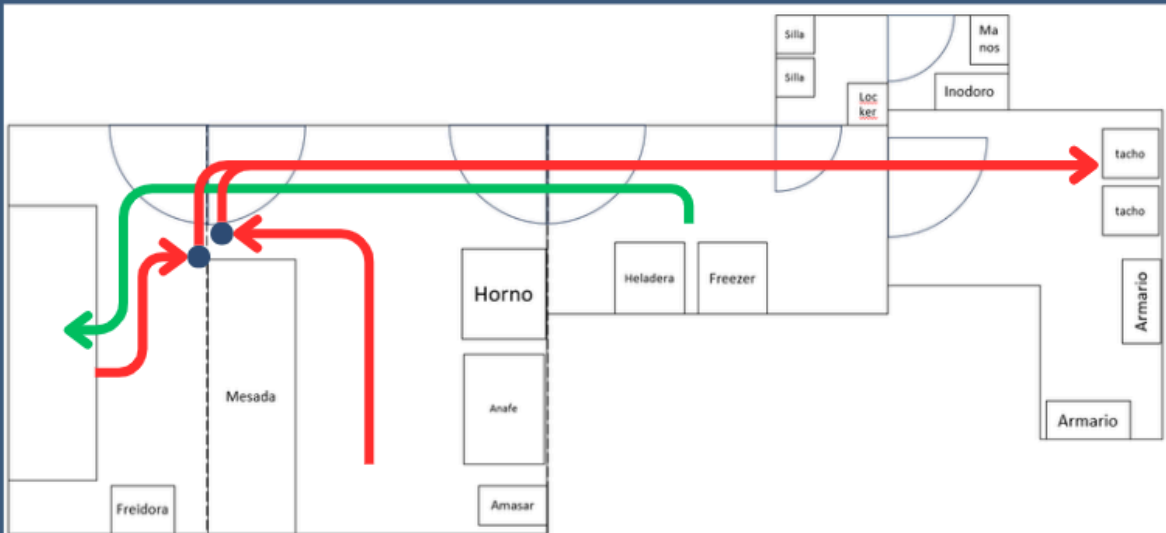 Silla
Silla
Loc
ker
Ma
nos
Inodoro
tacho
tacho
Armario
Armario
Heladera
Freezer
Horno
Anafe
Amasar
Mesada
Freidora